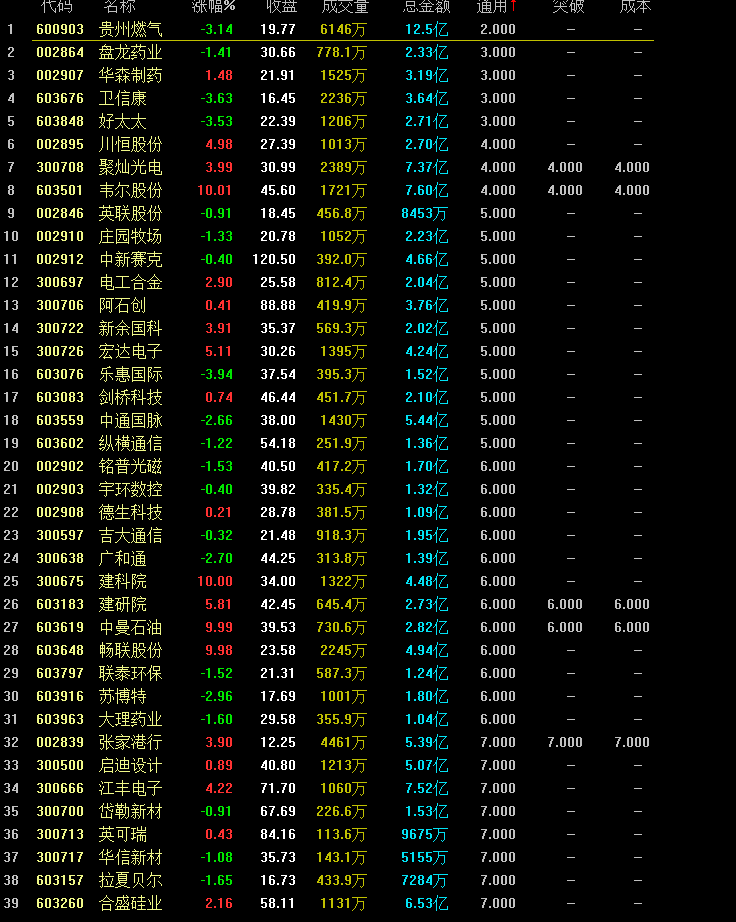 代码 名称 涨幅% 收盘 成交量 总金额 通用↑ 突破 成本
1 600903 贵州燃气 -3.14 19.77 6146万 12.5亿 2.000 — —
2 002864 盘龙药业 -1.41 30.66 778.1万 2.33亿 3.000 — —
3 002907 华森制药 1.48 21.91 1525万 3.19亿 3.000 — —
4 603676 卫信康 -3.63 16.45 2236万 3.64亿 3.000 — —
5 603848 好太太 -3.53 22.39 1206万 2.71亿 3.000 — —
6 002895 川恒股份 4.98 27.39 1013万 2.70亿 4.000 — —
7 300708 聚灿光电 3.99 30.99 2389万 7.37亿 4.000 4.000 4.000
8 603501 韦尔股份 10.01 45.60 1721万 7.60亿 4.000 4.000 4.000
9 002846 英联股份 -0.91 18.45 456.8万 8453万 5.000 — —
10 002910 庄园牧场 -1.33 20.78 1052万 2.23亿 5.000 — —
11 002912 中新赛克 -0.40 120.50 392.0万 4.66亿 5.000 — —
12 300697 电工合金 2.90 25.58 812.4万 2.04亿 5.000 — —
13 300706 阿石创 0.41 88.88 419.9万 3.76亿 5.000 — —
14 300722 新余国科 3.91 35.37 569.3万 2.02亿 5.000 — —
15 300726 宏达电子 5.11 30.26 1395万 4.24亿 5.000 — —
16 603076 乐惠国际 -3.94 37.54 395.3万 1.52亿 5.000 — —
17 603083 剑桥科技 0.74 46.44 451.7万 2.10亿 5.000 — —
18 603559 中通国脉 -2.66 38.00 1430万 5.44亿 5.000 — —
19 603602 纵横通信 -1.22 54.18 251.9万 1.36亿 5.000 — —
20 002902 铭普光磁 -1.53 40.50 417.2万 1.70亿 6.000 — —
21 002903 宇环数控 -0.40 39.82 335.4万 1.32亿 6.000 — —
22 002908 德生科技 0.21 28.78 381.5万 1.09亿 6.000 — —
23 300597 吉大通信 -0.32 21.48 918.3万 1.95亿 6.000 — —
24 300638 广和通 -2.70 44.25 313.8万 1.39亿 6.000 — —
25 300675 建科院 10.00 34.00 1322万 4.48亿 6.000 — —
26 603183 建研院 5.81 42.45 645.4万 2.73亿 6.000 6.000 6.000
27 603619 中曼石油 9.99 39.53 730.6万 2.82亿 6.000 6.000 6.000
28 603648 畅联股份 9.98 23.58 2245万 4.94亿 6.000 — —
29 603797 联泰环保 -1.52 21.31 587.3万 1.24亿 6.000 — —
30 603916 苏博特 -2.96 17.69 1001万 1.80亿 6.000 — —
31 603963 大理药业 -1.60 29.58 355.9万 1.04亿 6.000 — —
32 002839 张家港行 3.90 12.25 4461万 5.39亿 7.000 7.000 7.000
33 300500 启迪设计 0.89 40.80 1213万 5.07亿 7.000 — —
34 300666 江丰电子 4.22 71.70 1060万 7.52亿 7.000 — —
35 300700 岱勒新材 -0.91 67.69 226.6万 1.53亿 7.000 — —
36 300713 英可瑞 0.43 84.16 113.6万 9675万 7.000 — —
37 300717 华信新材 -1.08 35.73 143.1万 5155万 7.000 — —
38 603157 拉夏贝尔 -1.65 16.73 433.9万 7284万 7.000 — —
39 603260 合盛硅业 2.16 58.11 1131万 6.53亿 7.000 — —